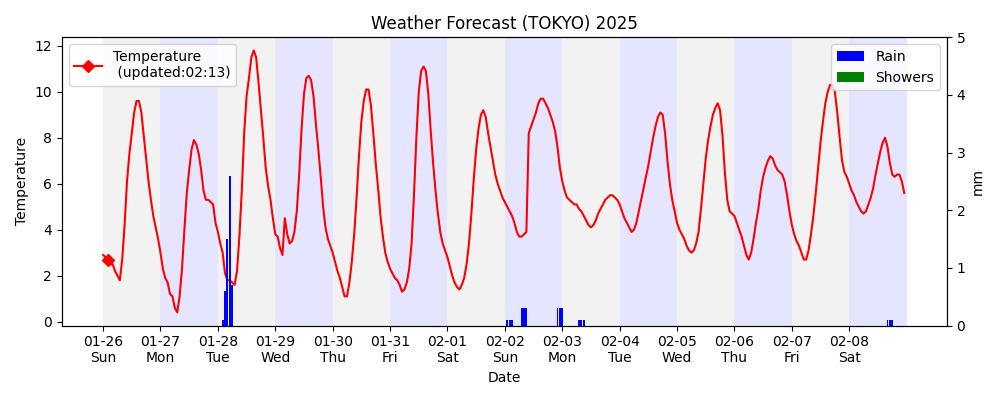 Weather Forecast (TOKYO) 2025
Temperature
(updated:02:13)
Rain
Showers
Temperature
12
10
8
6
4
2
0
5
4
3
2
1
0
mm
01-26 01-27 01-28 01-29 01-30 01-31 02-01 02-02 02-03 02-04 02-05 02-06 02-07 02-08
Sun Mon Tue Wed Thu Fri Sat Sun Mon Tue Wed Thu Fri Sat
Date